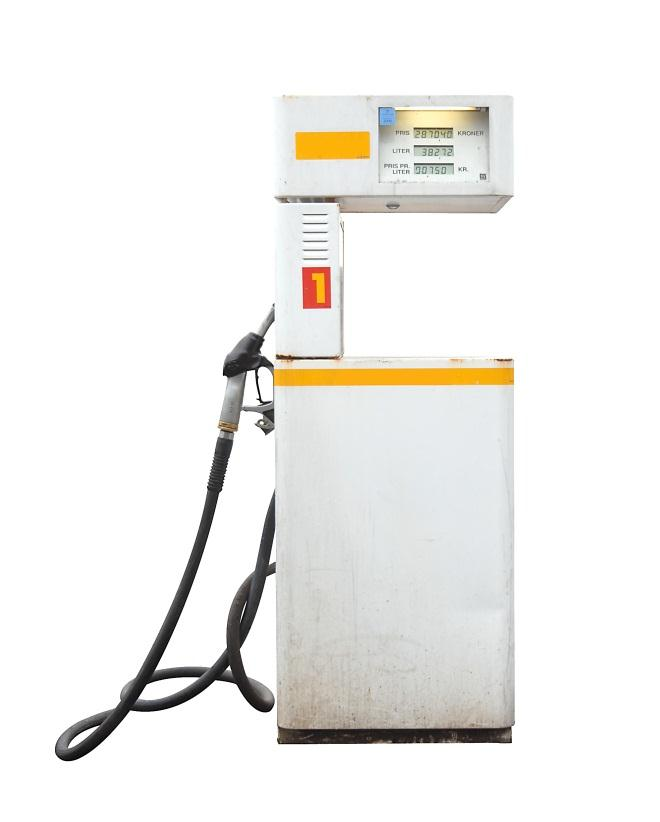 PRIS 287040 KRONER
LITER 38272
PRIS PR. LITER 00750 KR.
1